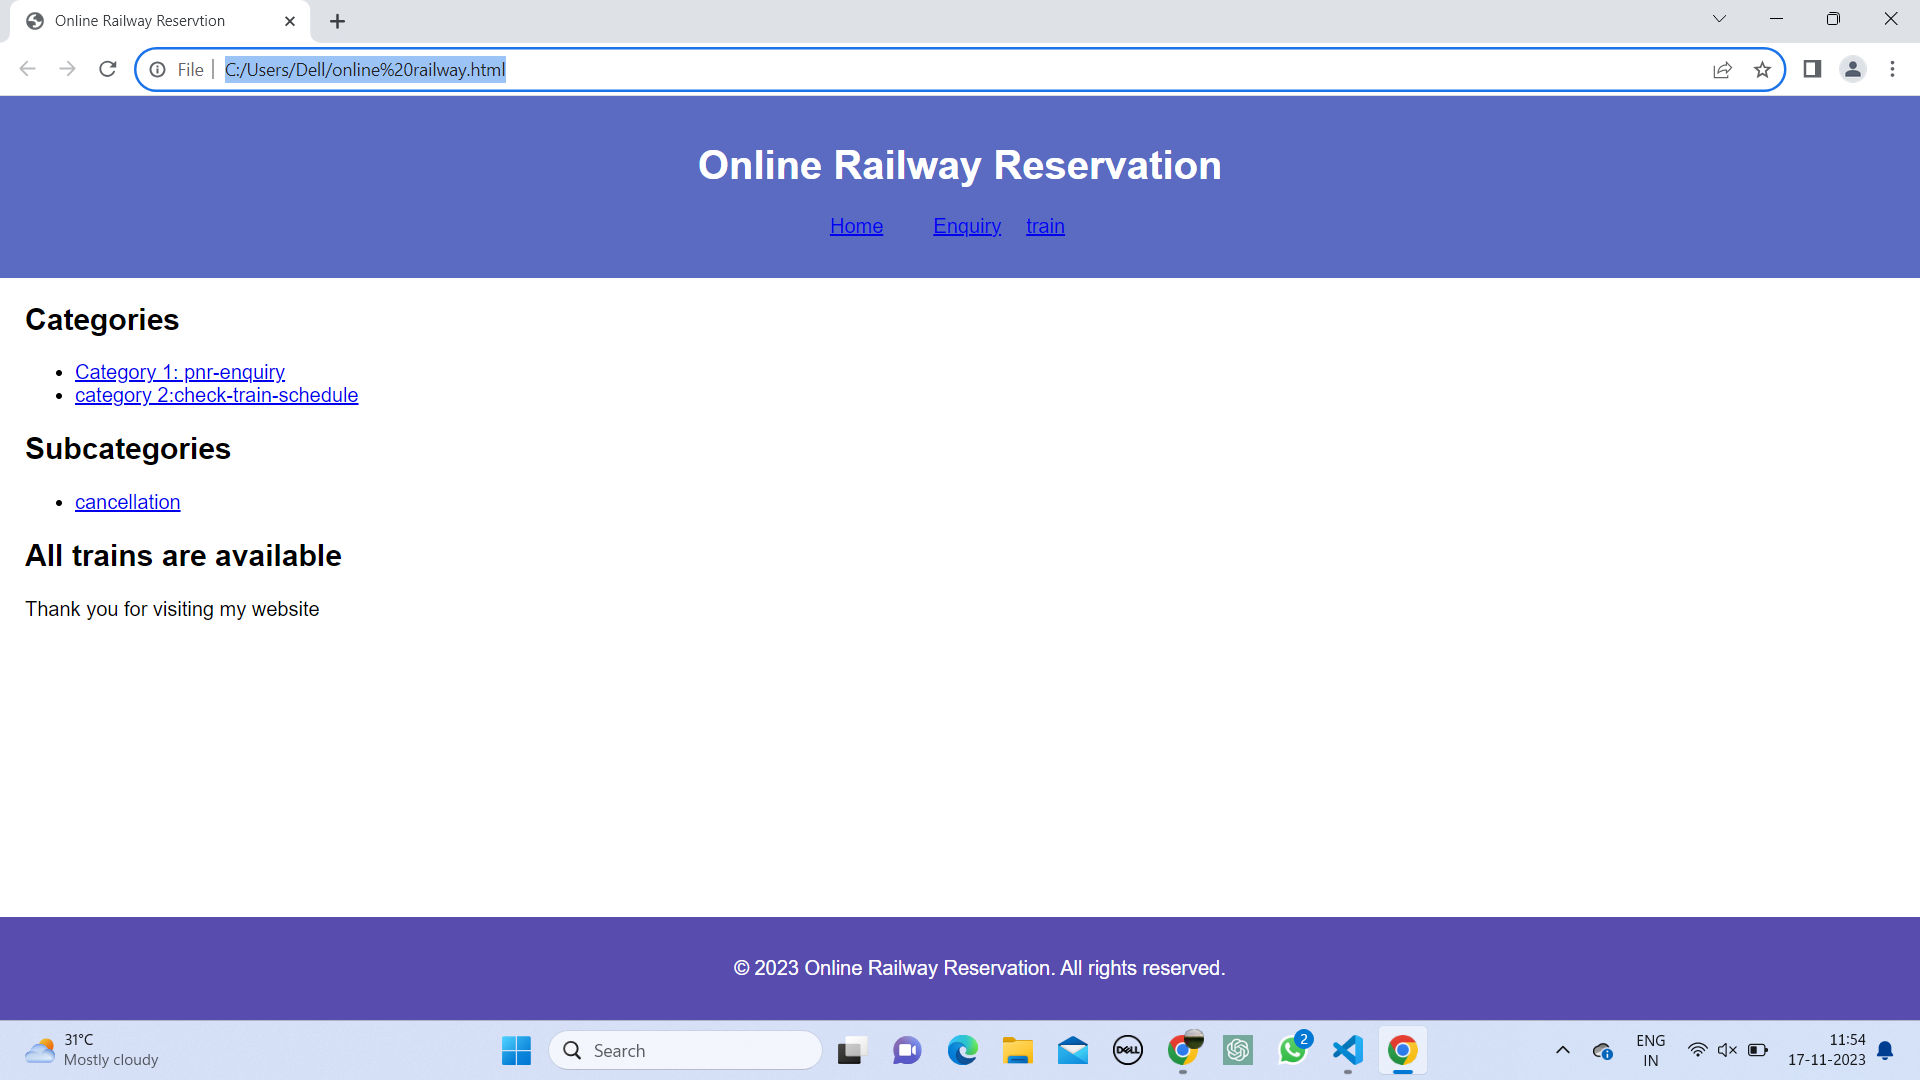 Online Railway Reservtion
File
C:/Users/Dell/online%20railway.html
Online Railway Reservation
Home Enquiry train
Categories
Category 1: pnr-enquiry
category 2:check-train-schedule
Subcategories
cancellation
All trains are available
Thank you for visiting my website
© 2023 Online Railway Reservation. All rights reserved.
31°C
Mostly cloudy
Search
DELL
2
ENG
IN
11:54
17-11-2023